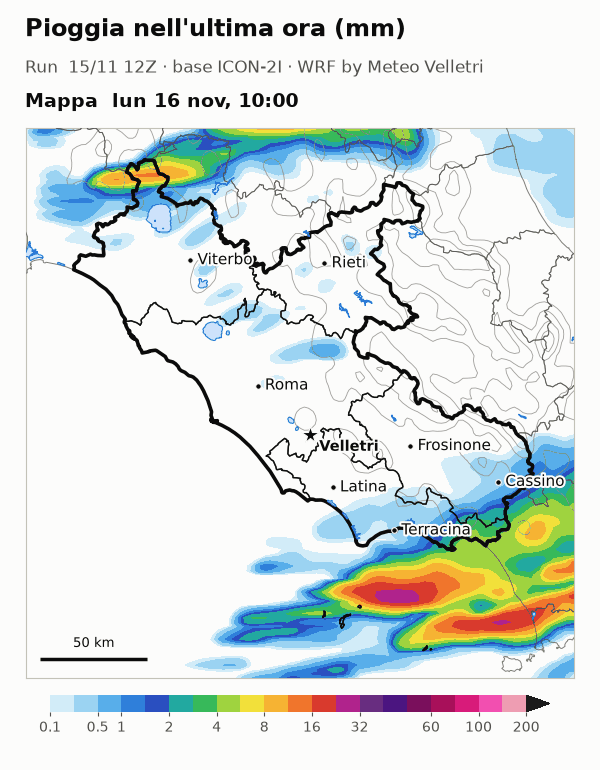 Pioggia nell'ultima ora (mm)
Run  15/11 12Z · base ICON-2I · WRF by Meteo Velletri
Mappa  lun 16 nov, 10:00
Viterbo
Rieti
Roma
Velletri
Frosinone
Latina
Cassino
Terracina
50 km
0.1 0.5 1 2 4 8 16 32 60 100 200